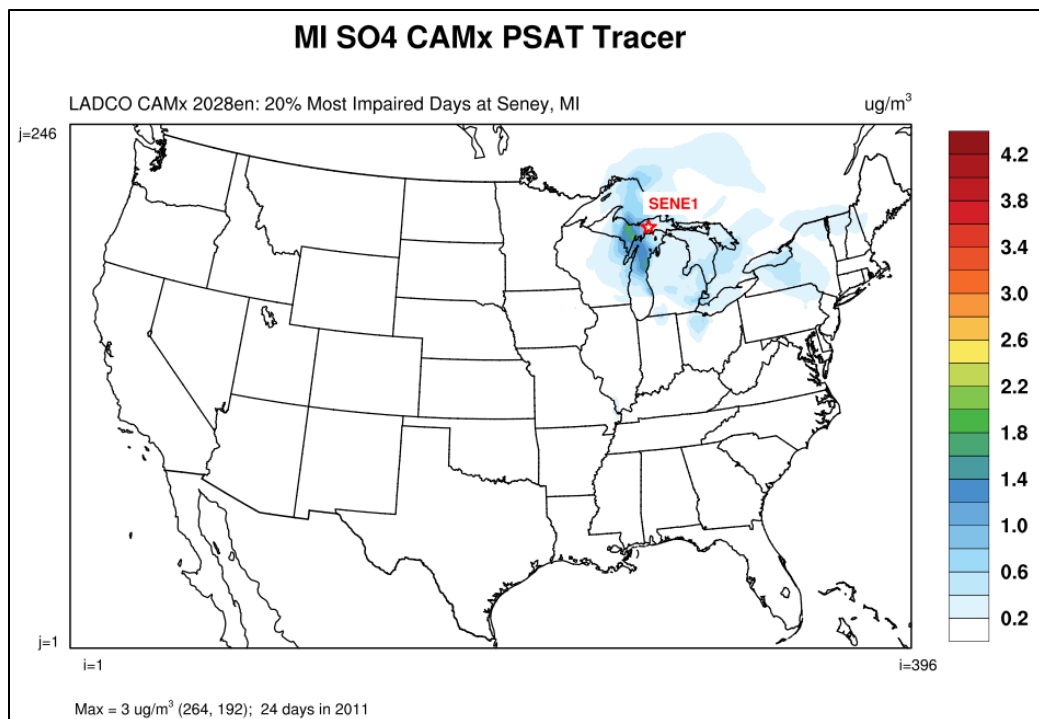 MI SO4 CAMx PSAT Tracer
LADCO CAMx 2028en: 20% Most Impaired Days at Seney, MI
ug/m³
j=246
SENE1
4.2
3.8
3.4
3.0
2.6
2.2
1.8
1.4
1.0
0.6
0.2
j=1
i=1
i=396
Max = 3 ug/m³ (264, 192); 24 days in 2011